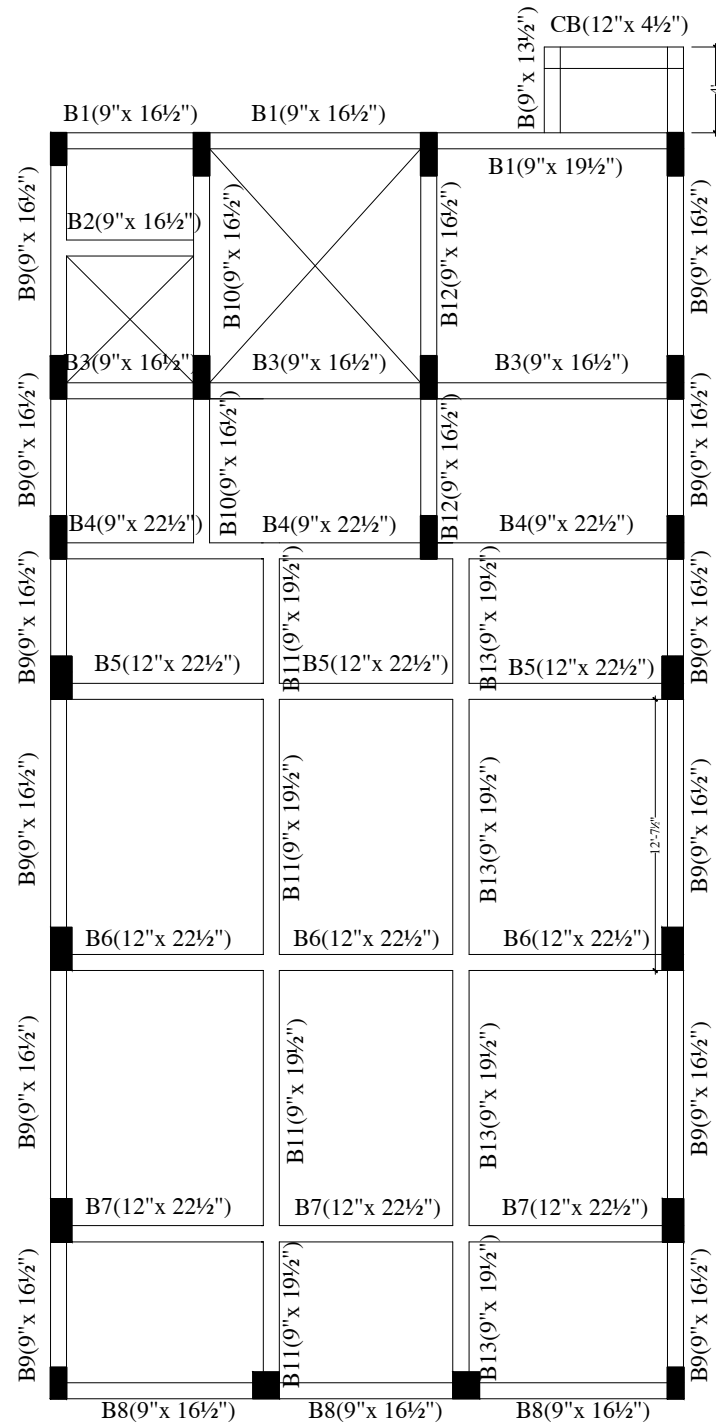 CB(12"x 4½")
B(9"x 13½")
4'
B1(9"x 16½")
B1(9"x 16½")
B1(9"x 19½")
B9(9"x 16½")
B2(9"x 16½")
B10(9"x 16½")
B12(9"x 16½")
B9(9"x 16½")
B3(9"x 16½")
B3(9"x 16½")
B3(9"x 16½")
B9(9"x 16½")
B10(9"x 16½")
B12(9"x 16½")
B9(9"x 16½")
B4(9"x 22½")
B4(9"x 22½")
B4(9"x 22½")
B9(9"x 16½")
B11(9"x 19½")
B13(9"x 19½")
B9(9"x 16½")
B5(12"x 22½")
B5(12"x 22½")
B5(12"x 22½")
B9(9"x 16½")
B11(9"x 19½")
B13(9"x 19½")
12'-7½"
B9(9"x 16½")
B6(12"x 22½")
B6(12"x 22½")
B6(12"x 22½")
B9(9"x 16½")
B11(9"x 19½")
B13(9"x 19½")
B9(9"x 16½")
B7(12"x 22½")
B7(12"x 22½")
B7(12"x 22½")
B9(9"x 16½")
B11(9"x 19½")
B13(9"x 19½")
B9(9"x 16½")
B8(9"x 16½")
B8(9"x 16½")
B8(9"x 16½")